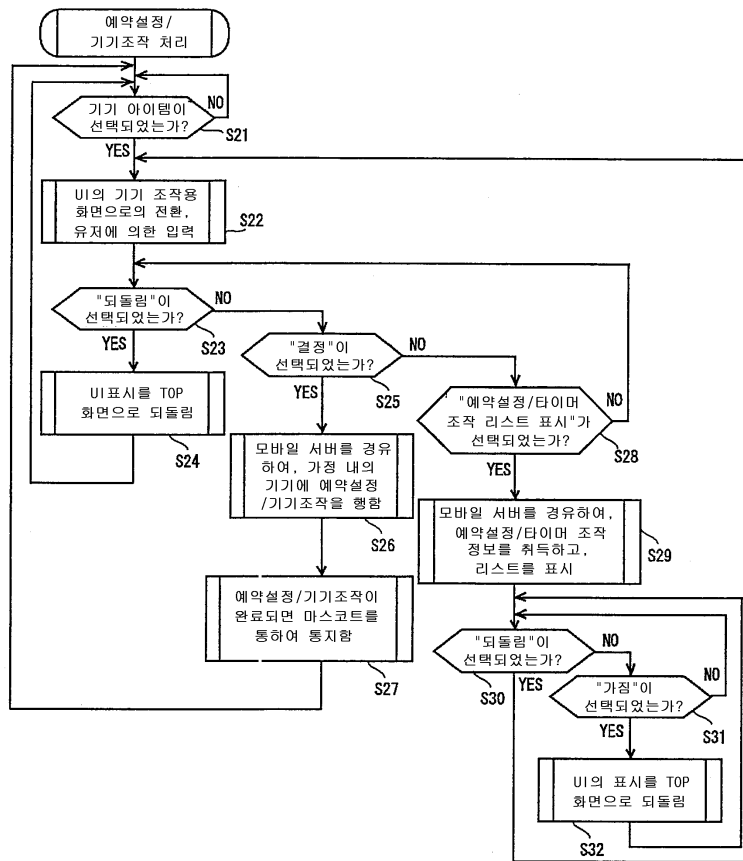 예약설정/
기기조작 처리
기기 아이템이
선택되었는가?
NO
S21
YES
UI의 기기 조작용
화면으로의 전환,
유저에 의한 입력
S22
"되돌림"이
선택되었는가?
NO
S23
YES
UI표시를 TOP
화면으로 되돌림
S24
"결정"이
선택되었는가?
NO
S25
YES
모바일 서버를 경유
하여, 가정 내의
기기에 예약설정
/기기조작을 행함
S26
예약설정/기기조작이
완료되면 마스코트를
통하여 통지함
S27
"예약설정/타이머
조작 리스트 표시"가
선택되었는가?
NO
S28
YES
모바일 서버를 경유하여,
예약설정/타이머 조작
정보를 취득하고,
리스트를 표시
S29
"되돌림"이
선택되었는가?
NO
S30
YES
"가짐"이
선택되었는가?
NO
S31
YES
UI의 표시를 TOP
화면으로 되돌림
S32